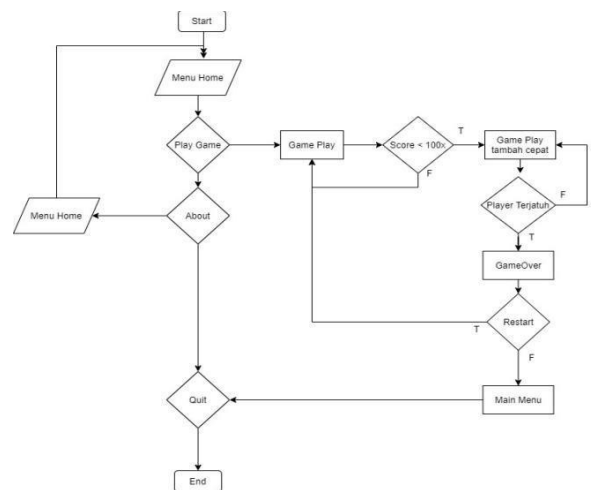 Start
Menu Home
Play Game
Game Play
Score < 100x
T
Game Play
tambah cepat
F
Menu Home
About
Player Terjatuh
F
T
GameOver
Restart
T
F
Quit
Main Menu
End